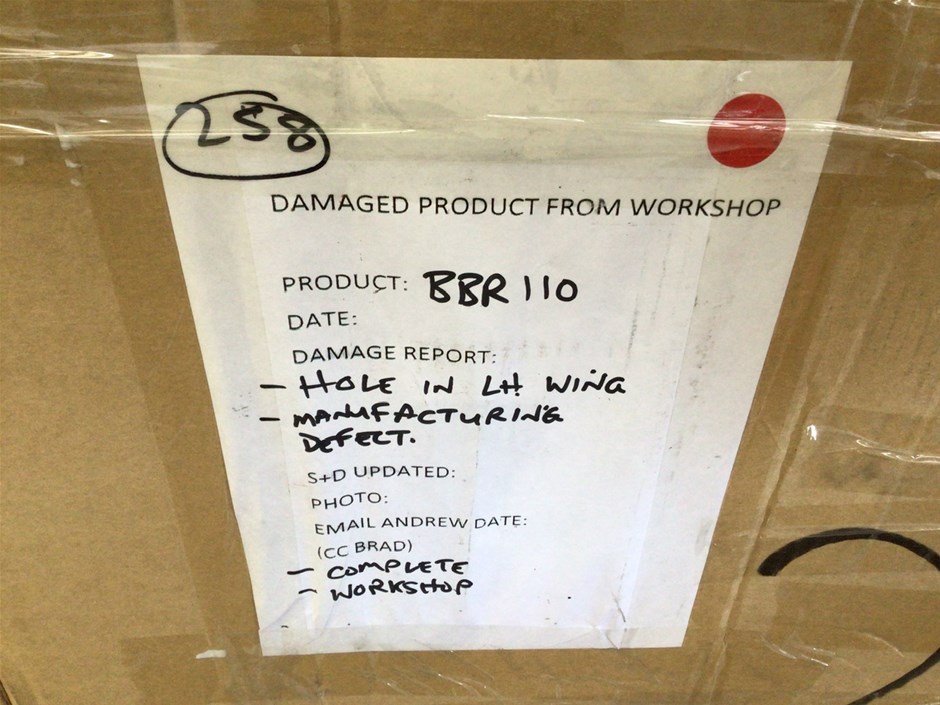 258
DAMAGED PRODUCT FROM WORKSHOP
PRODUCT: BBR 110
DATE:
DAMAGE REPORT:
- HOLE IN LH WING
- MANUFACTURING
DEFECT.
S+D UPDATED:
PHOTO:
EMAIL ANDREW DATE:
(CC BRAD)
- COMPLETE
- WORKSHOP